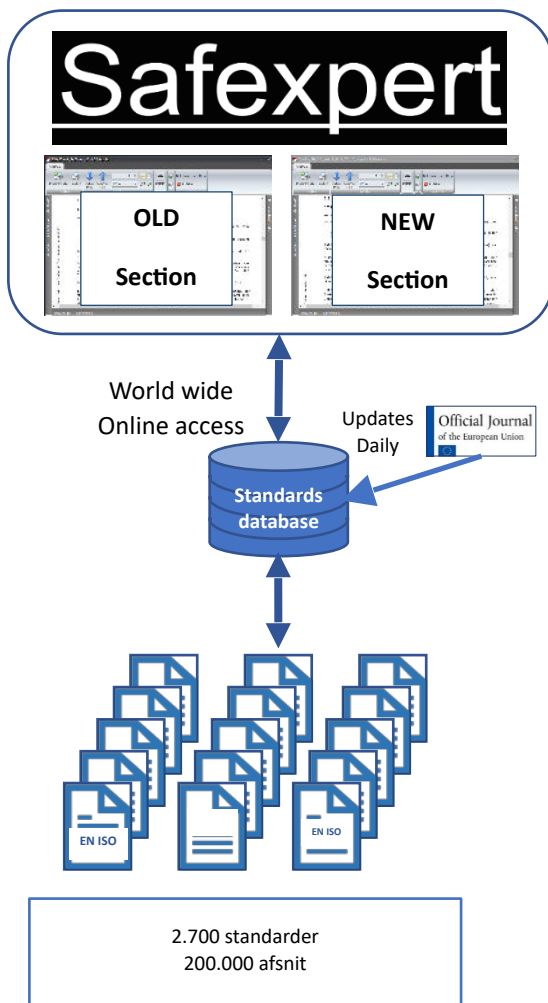 Safexpert
OLD
Section
NEW
Section
World wide
Online access
Updates
Daily
Official Journal
of the European Union
Standards
database
EN ISO
EN ISO
2.700 standarder
200.000 afsnit